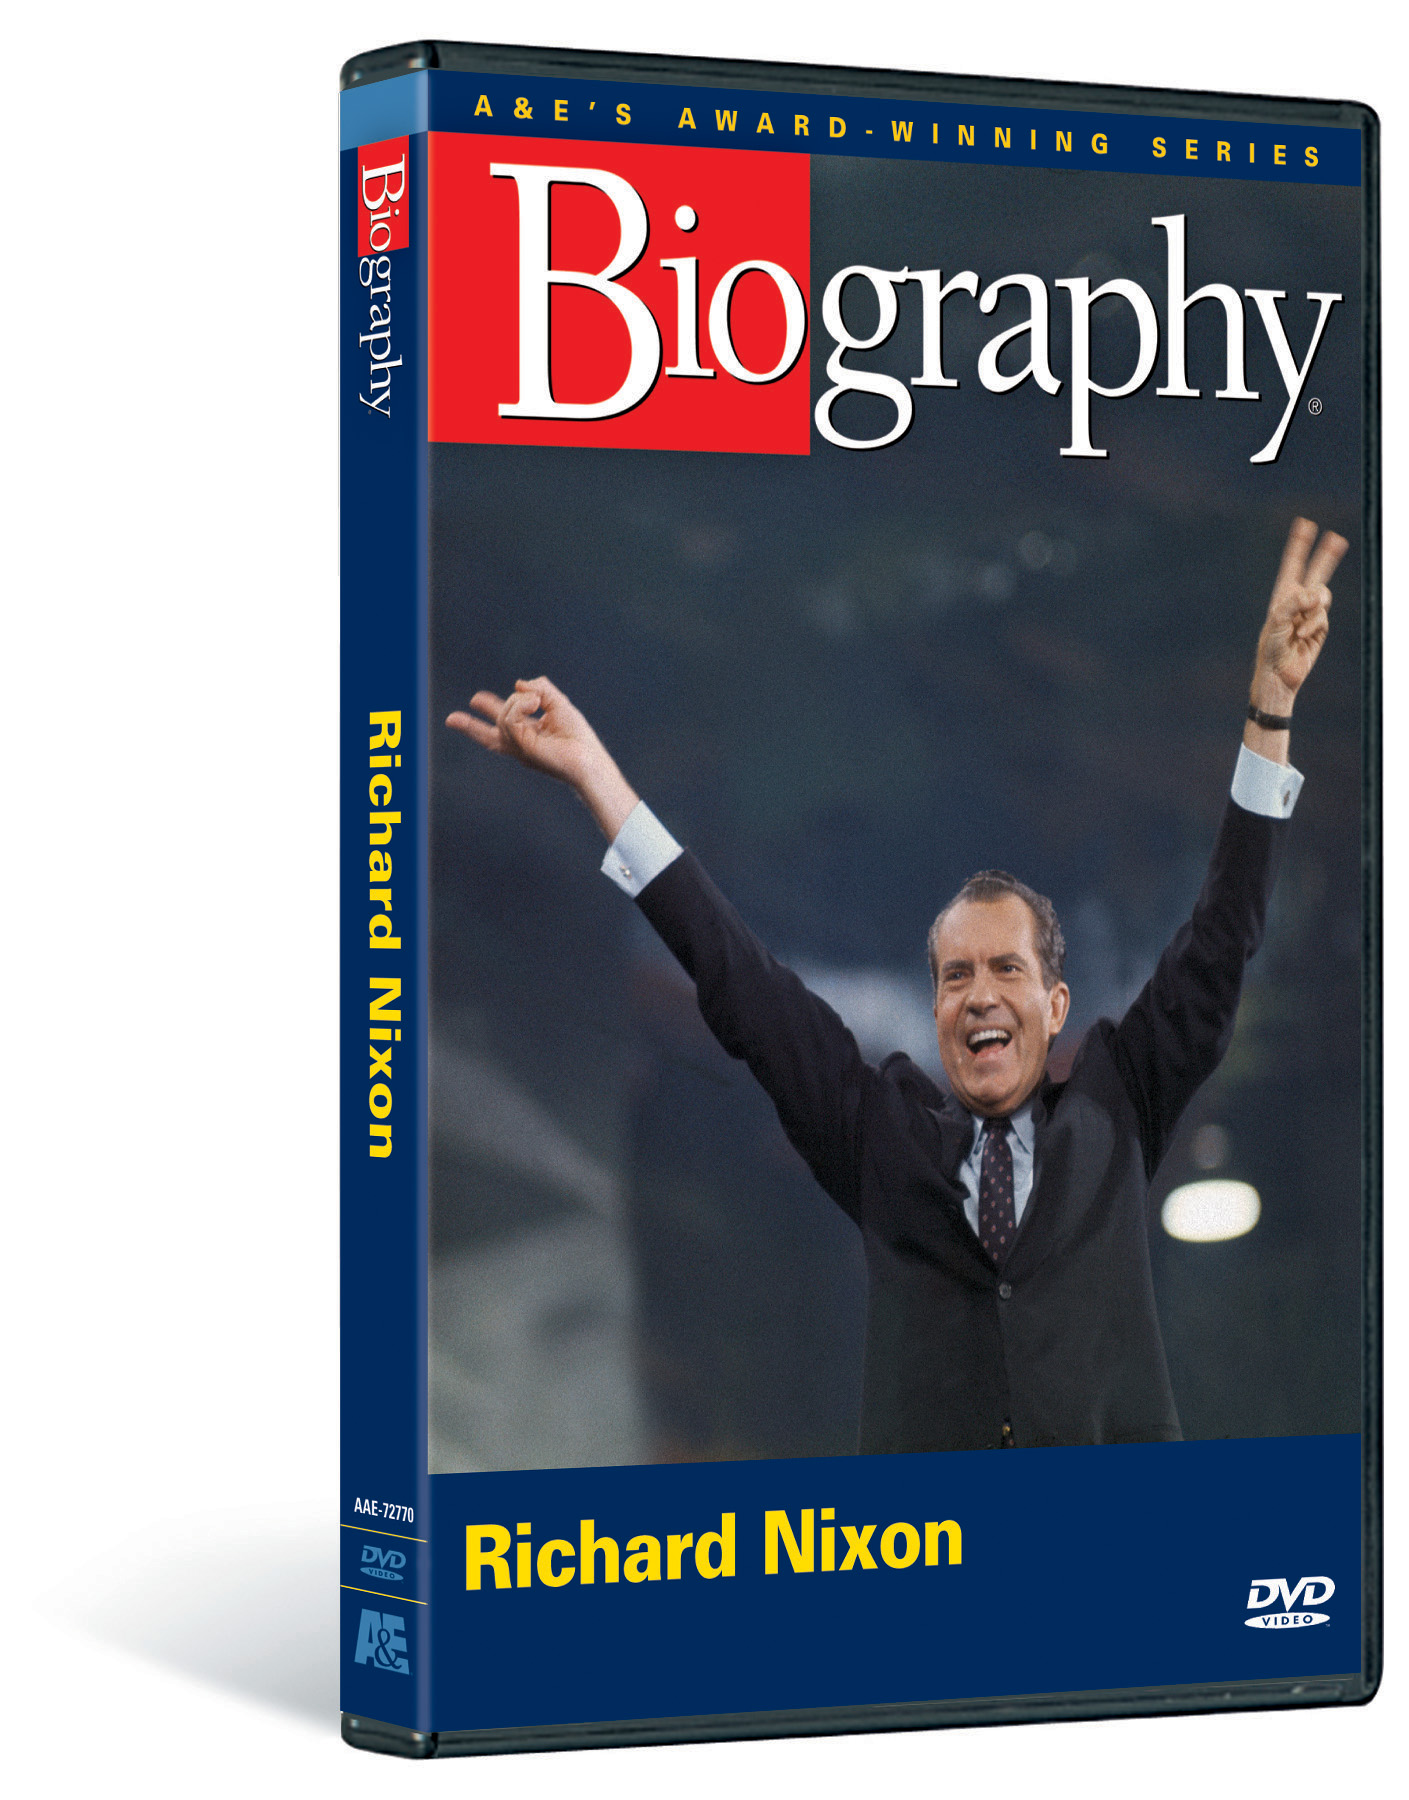 A&E'S AWARD-WINNING SERIES
Biography®
Richard Nixon
DVD
VIDEO
Biography
Richard Nixon
AAE-72770
DVD
VIDEO
A&E